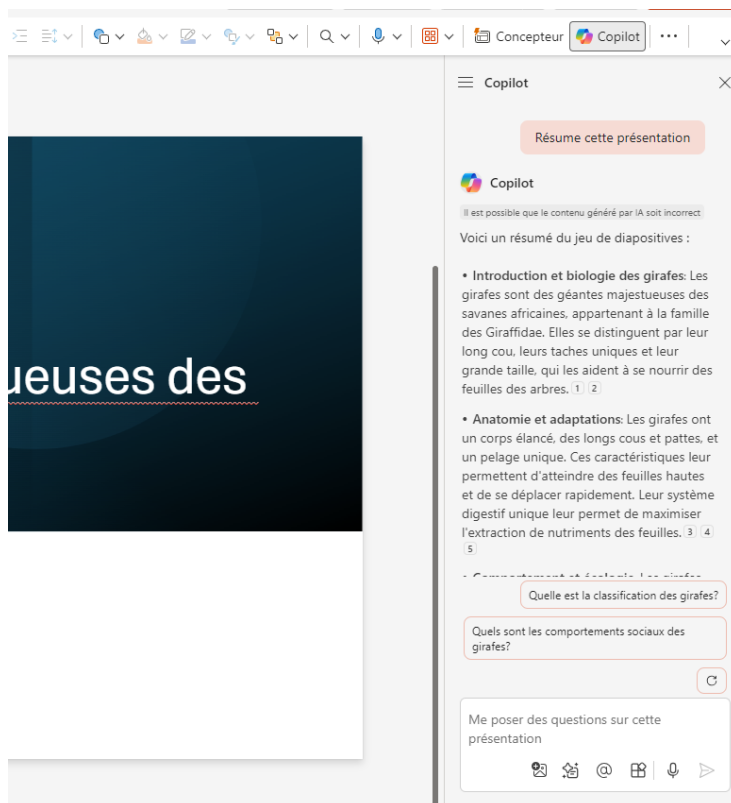 Concepteur
Copilot
Copilot
Résume cette présentation
Copilot
Il est possible que le contenu généré par IA soit incorrect
Voici un résumé du jeu de diapositives :
• Introduction et biologie des girafes: Les
girafes sont des géantes majestueuses des
savanes africaines, appartenant à la famille
des Giraffidae. Elles se distinguent par leur
long cou, leurs taches uniques et leur
grande taille, qui les aident à se nourrir des
feuilles des arbres. 1 2
• Anatomie et adaptations: Les girafes ont
un corps élancé, des longs cous et pattes, et
un pelage unique. Ces caractéristiques leur
permettent d'atteindre des feuilles hautes
et de se déplacer rapidement. Leur système
digestif unique leur permet de maximiser
l'extraction de nutriments des feuilles. 3 4
5
• Comportement et écologie. Les girafes
Quelle est la classification des girafes?
Quels sont les comportements sociaux des
girafes?
Me poser des questions sur cette
présentation
ueuses des